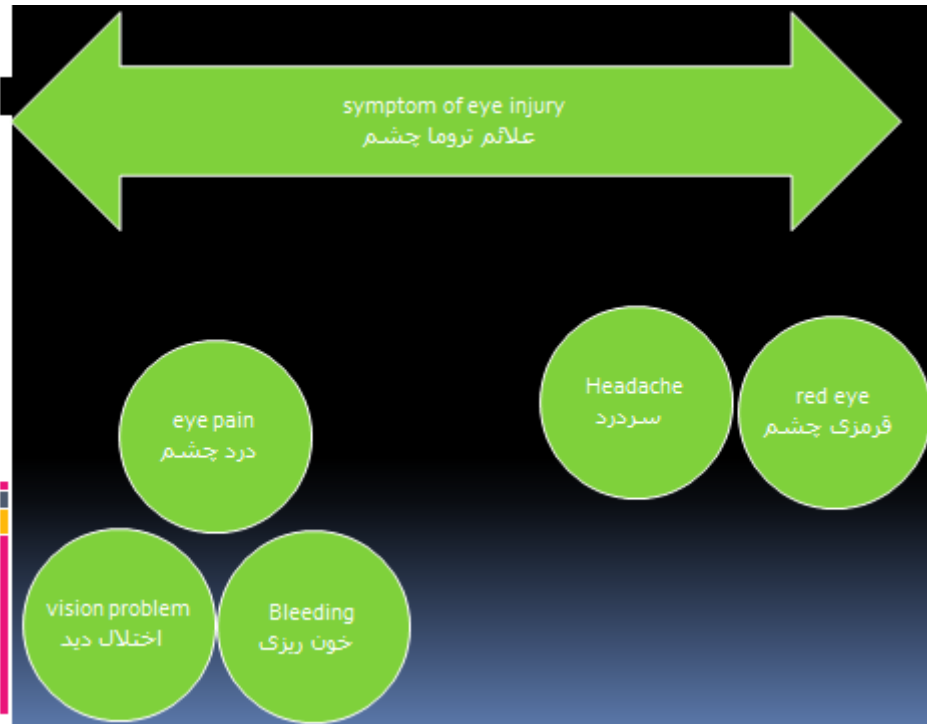 symptom of eye injury
علائم تروما چشم
Headache
سردرد
red eye
قرمزی چشم
eye pain
درد چشم
vision problem
اختلال دید
Bleeding
خون ریزی